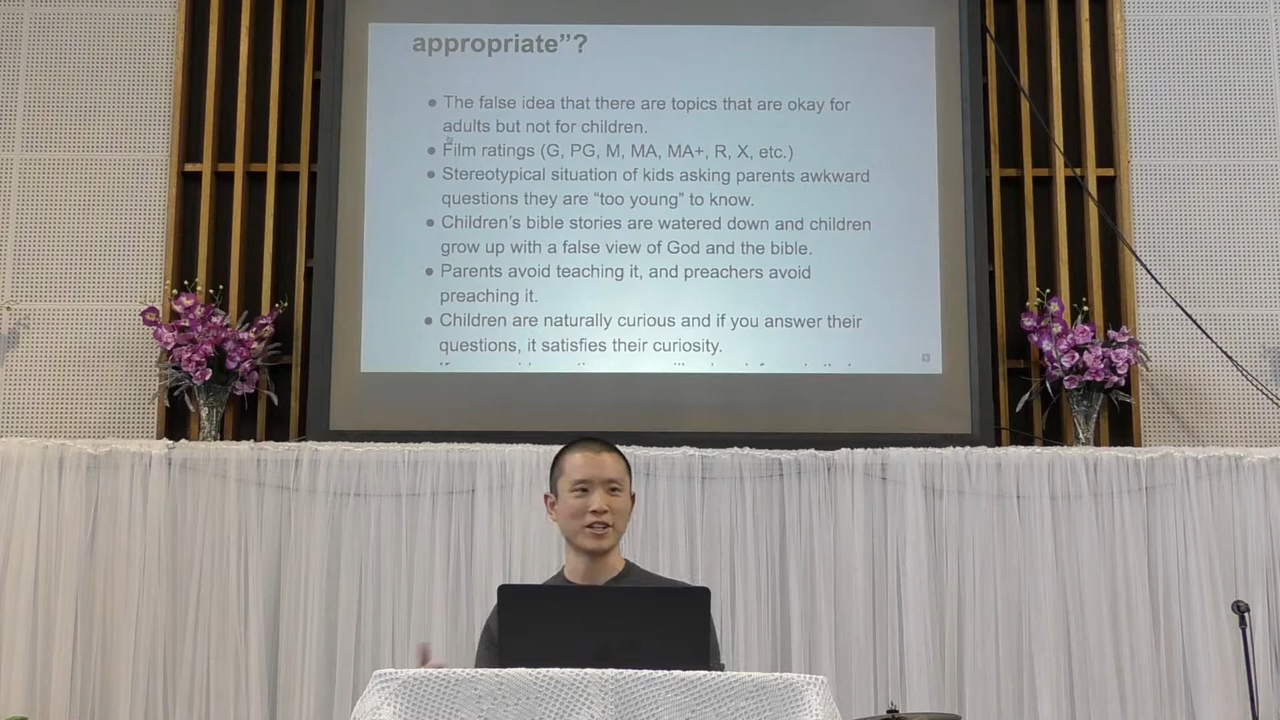 appropriate”?
● The false idea that there are topics that are okay for
adults but not for children.
● Film ratings (G, PG, M, MA, MA+, R, X, etc.)
● Stereotypical situation of kids asking parents awkward
questions they are “too young” to know.
● Children’s bible stories are watered down and children
grow up with a false view of God and the bible.
● Parents avoid teaching it, and preachers avoid
preaching it.
● Children are naturally curious and if you answer their
questions, it satisfies their curiosity.